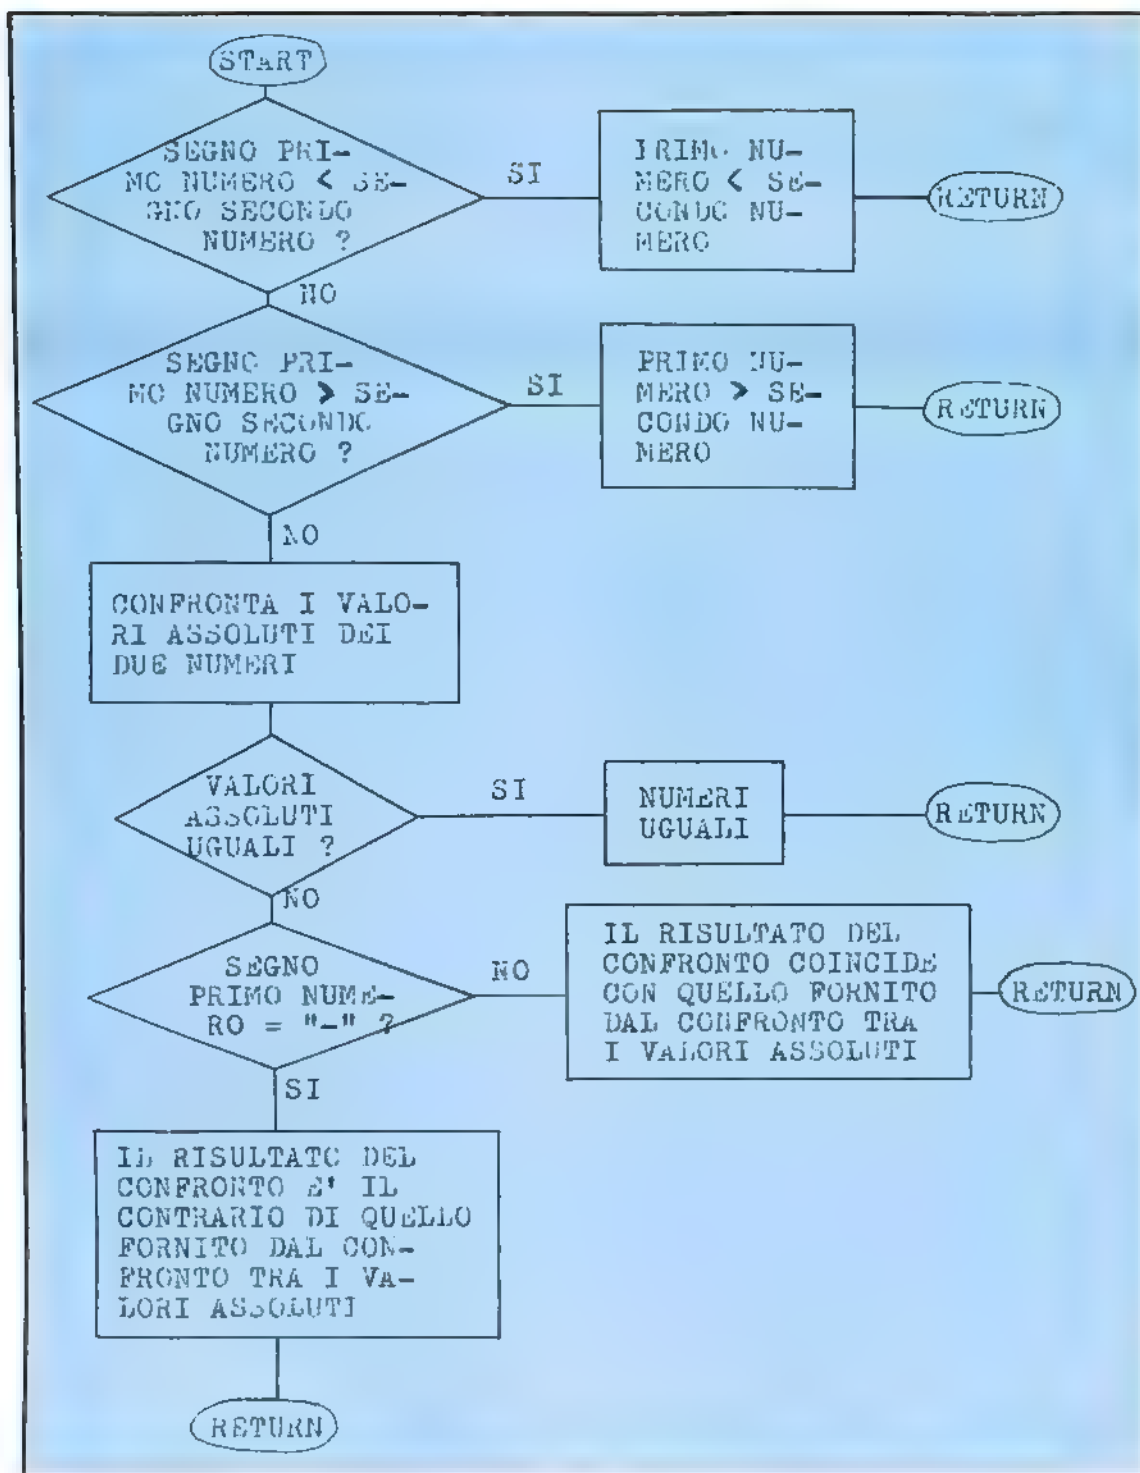 START
SEGNO PRI-
MO NUMERO < SE-
GNO SECONDO
NUMERO ?
SI
PRIMO NU-
MERO < SE-
CONDO NU-
MERO
RETURN
NO
SEGNO PRI-
MO NUMERO > SE-
GNO SECONDO
NUMERO ?
SI
PRIMO NU-
MERO > SE-
CONDO NU-
MERO
RETURN
NO
CONFRONTA I VALO-
RI ASSOLUTI DEI
DUE NUMERI
VALORI
ASSOLUTI
UGUALI ?
SI
NUMERI
UGUALI
RETURN
NO
SEGNO
PRIMO NUME-
RO = "-" ?
NO
IL RISULTATO DEL
CONFRONTO COINCIDE
CON QUELLO FORNITO
DAL CONFRONTO TRA
I VALORI ASSOLUTI
RETURN
SI
IL RISULTATO DEL
CONFRONTO E' IL
CONTRARIO DI QUELLO
FORNITO DAL CON-
FRONTO TRA I VA-
LORI ASSOLUTI
RETURN